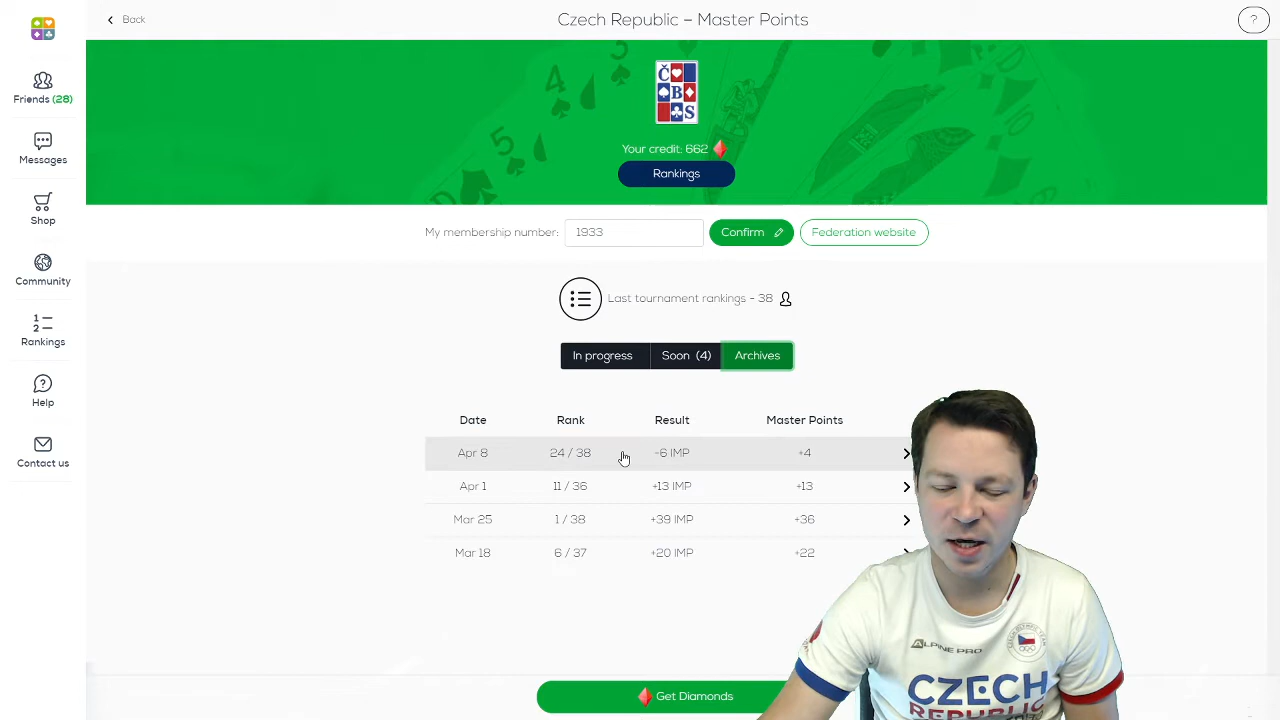 Back
Czech Republic – Master Points
?
Č
B
S
Your credit: 662
Rankings
Friends (28)
Messages
Shop
Community
1
2
Rankings
?
Help
Contact us
My membership number: 1933 Confirm Federation website
Last tournament rankings - 38
In progress Soon (4) Archives
Date Rank Result Master Points
Apr 8 24 / 38 -6 IMP +4
Apr 1 11 / 36 +13 IMP +13
Mar 25 1 / 38 +39 IMP +36
Mar 18 6 / 37 +20 IMP +22
Get Diamonds
ALPINE PRO
CZECH
REPUBLIC